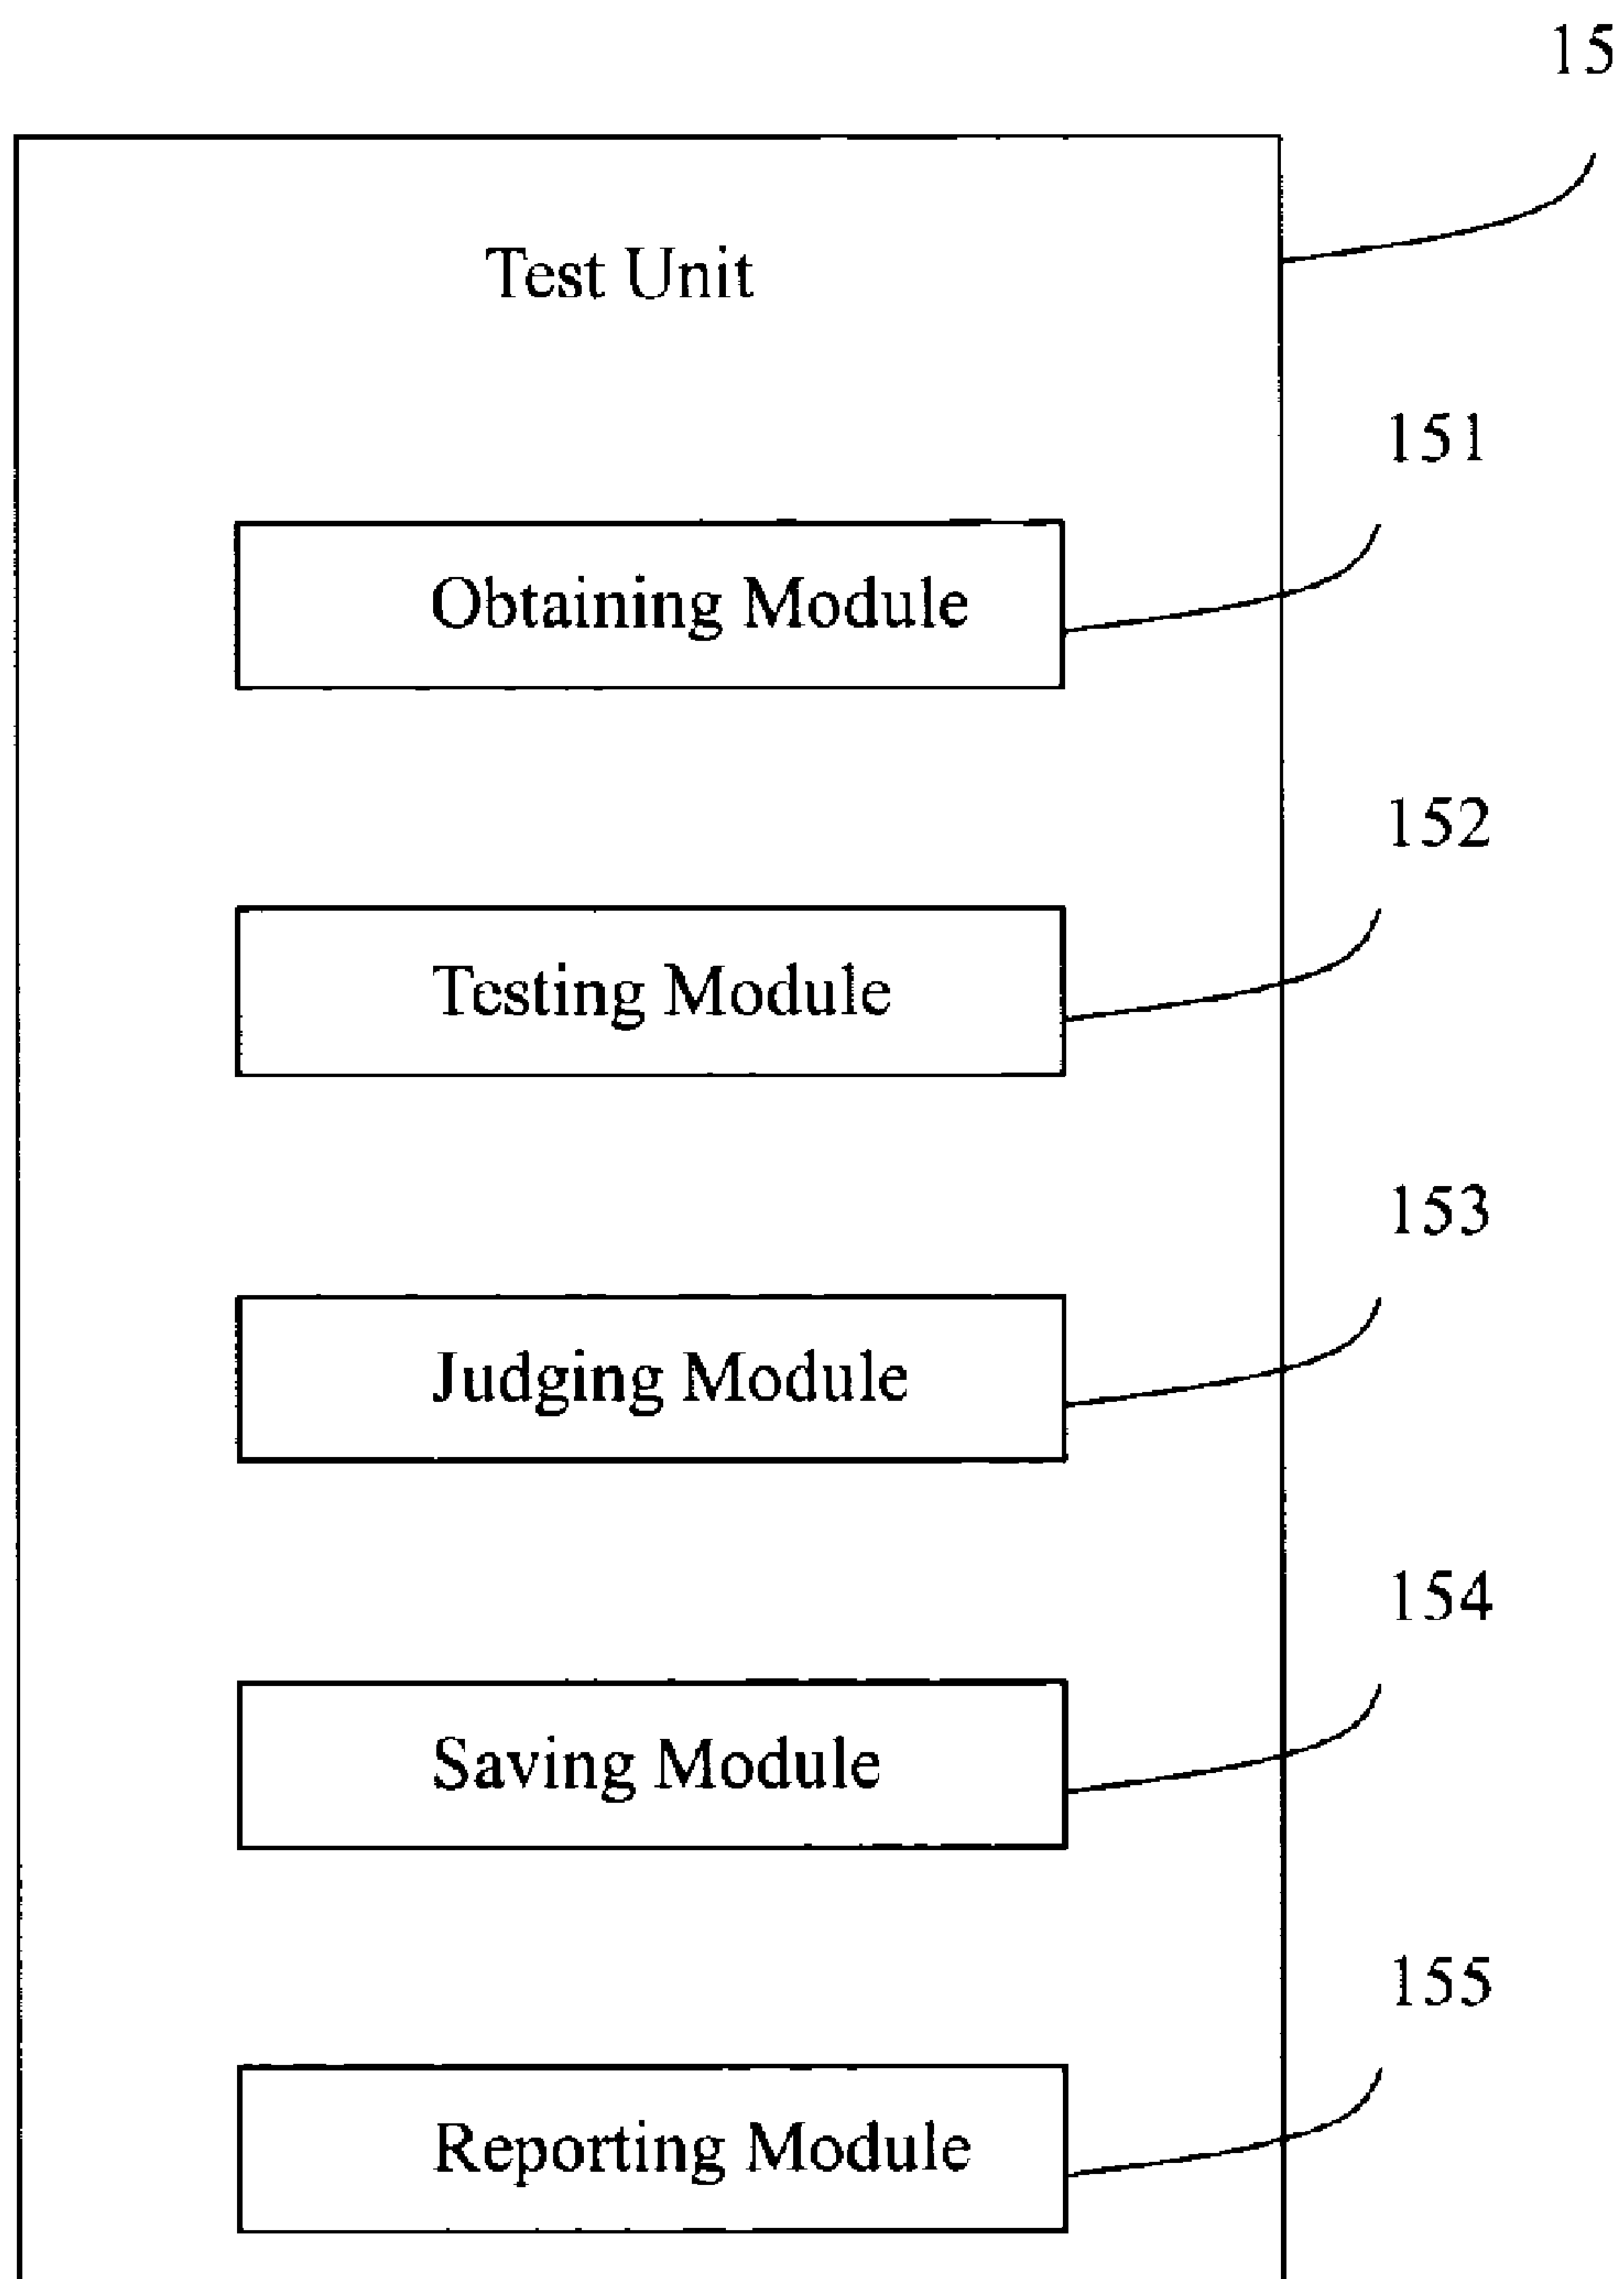 15
Test Unit
151
Obtaining Module
152
Testing Module
153
Judging Module
154
Saving Module
155
Reporting Module